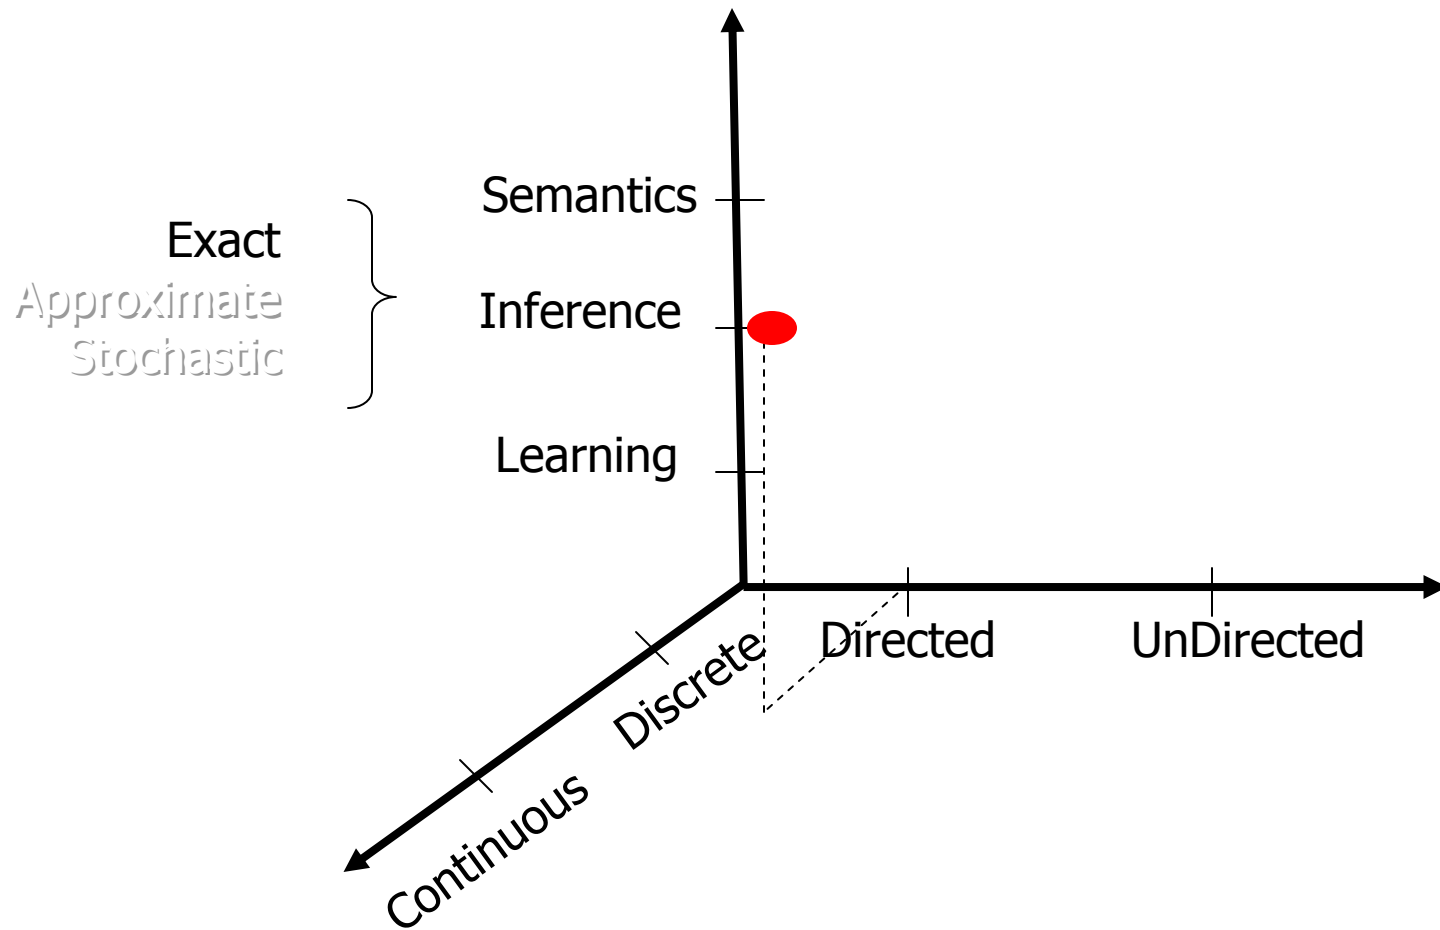 Semantics
Exact
Approximate
Stochastic
Inference
Learning
Directed
UnDirected
Discrete
Continuous